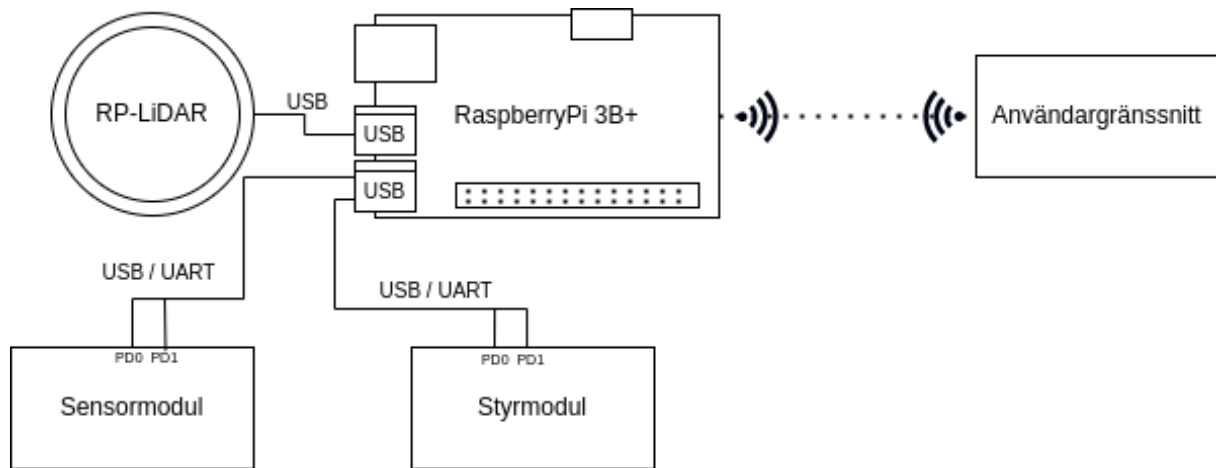 RP-LiDAR
USB
USB
RaspberryPi 3B+
Användargränssnitt
USB
USB / UART
USB / UART
PD0 PD1
Sensormodul
PD0 PD1
Styrmodul